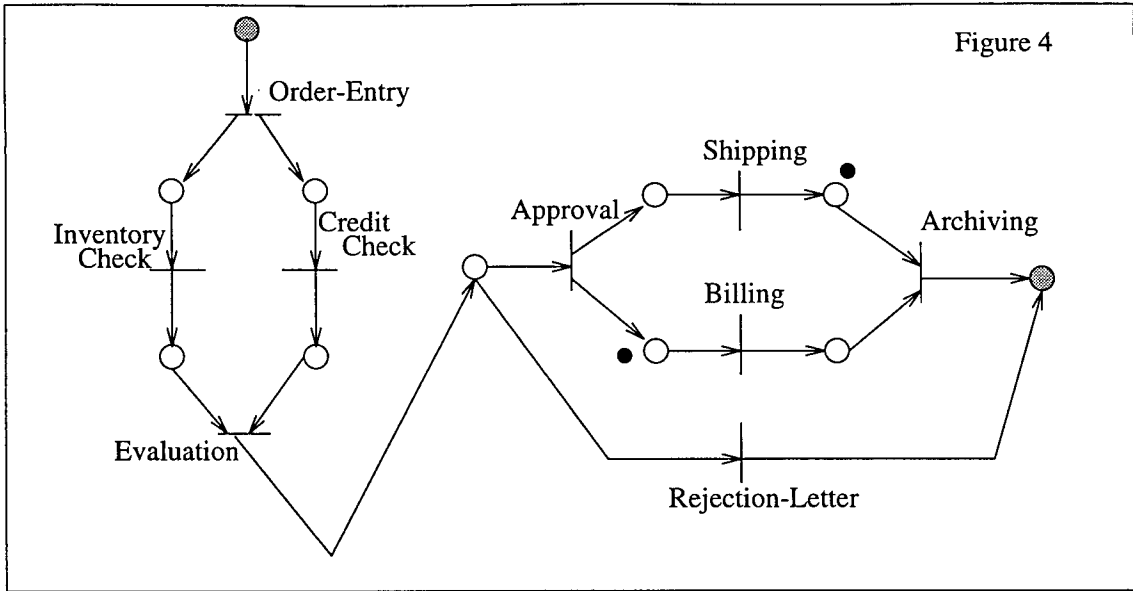 Figure 4
Order-Entry
Shipping
Approval
Archiving
Inventory
Check
Credit
Check
Billing
Evaluation
Rejection-Letter